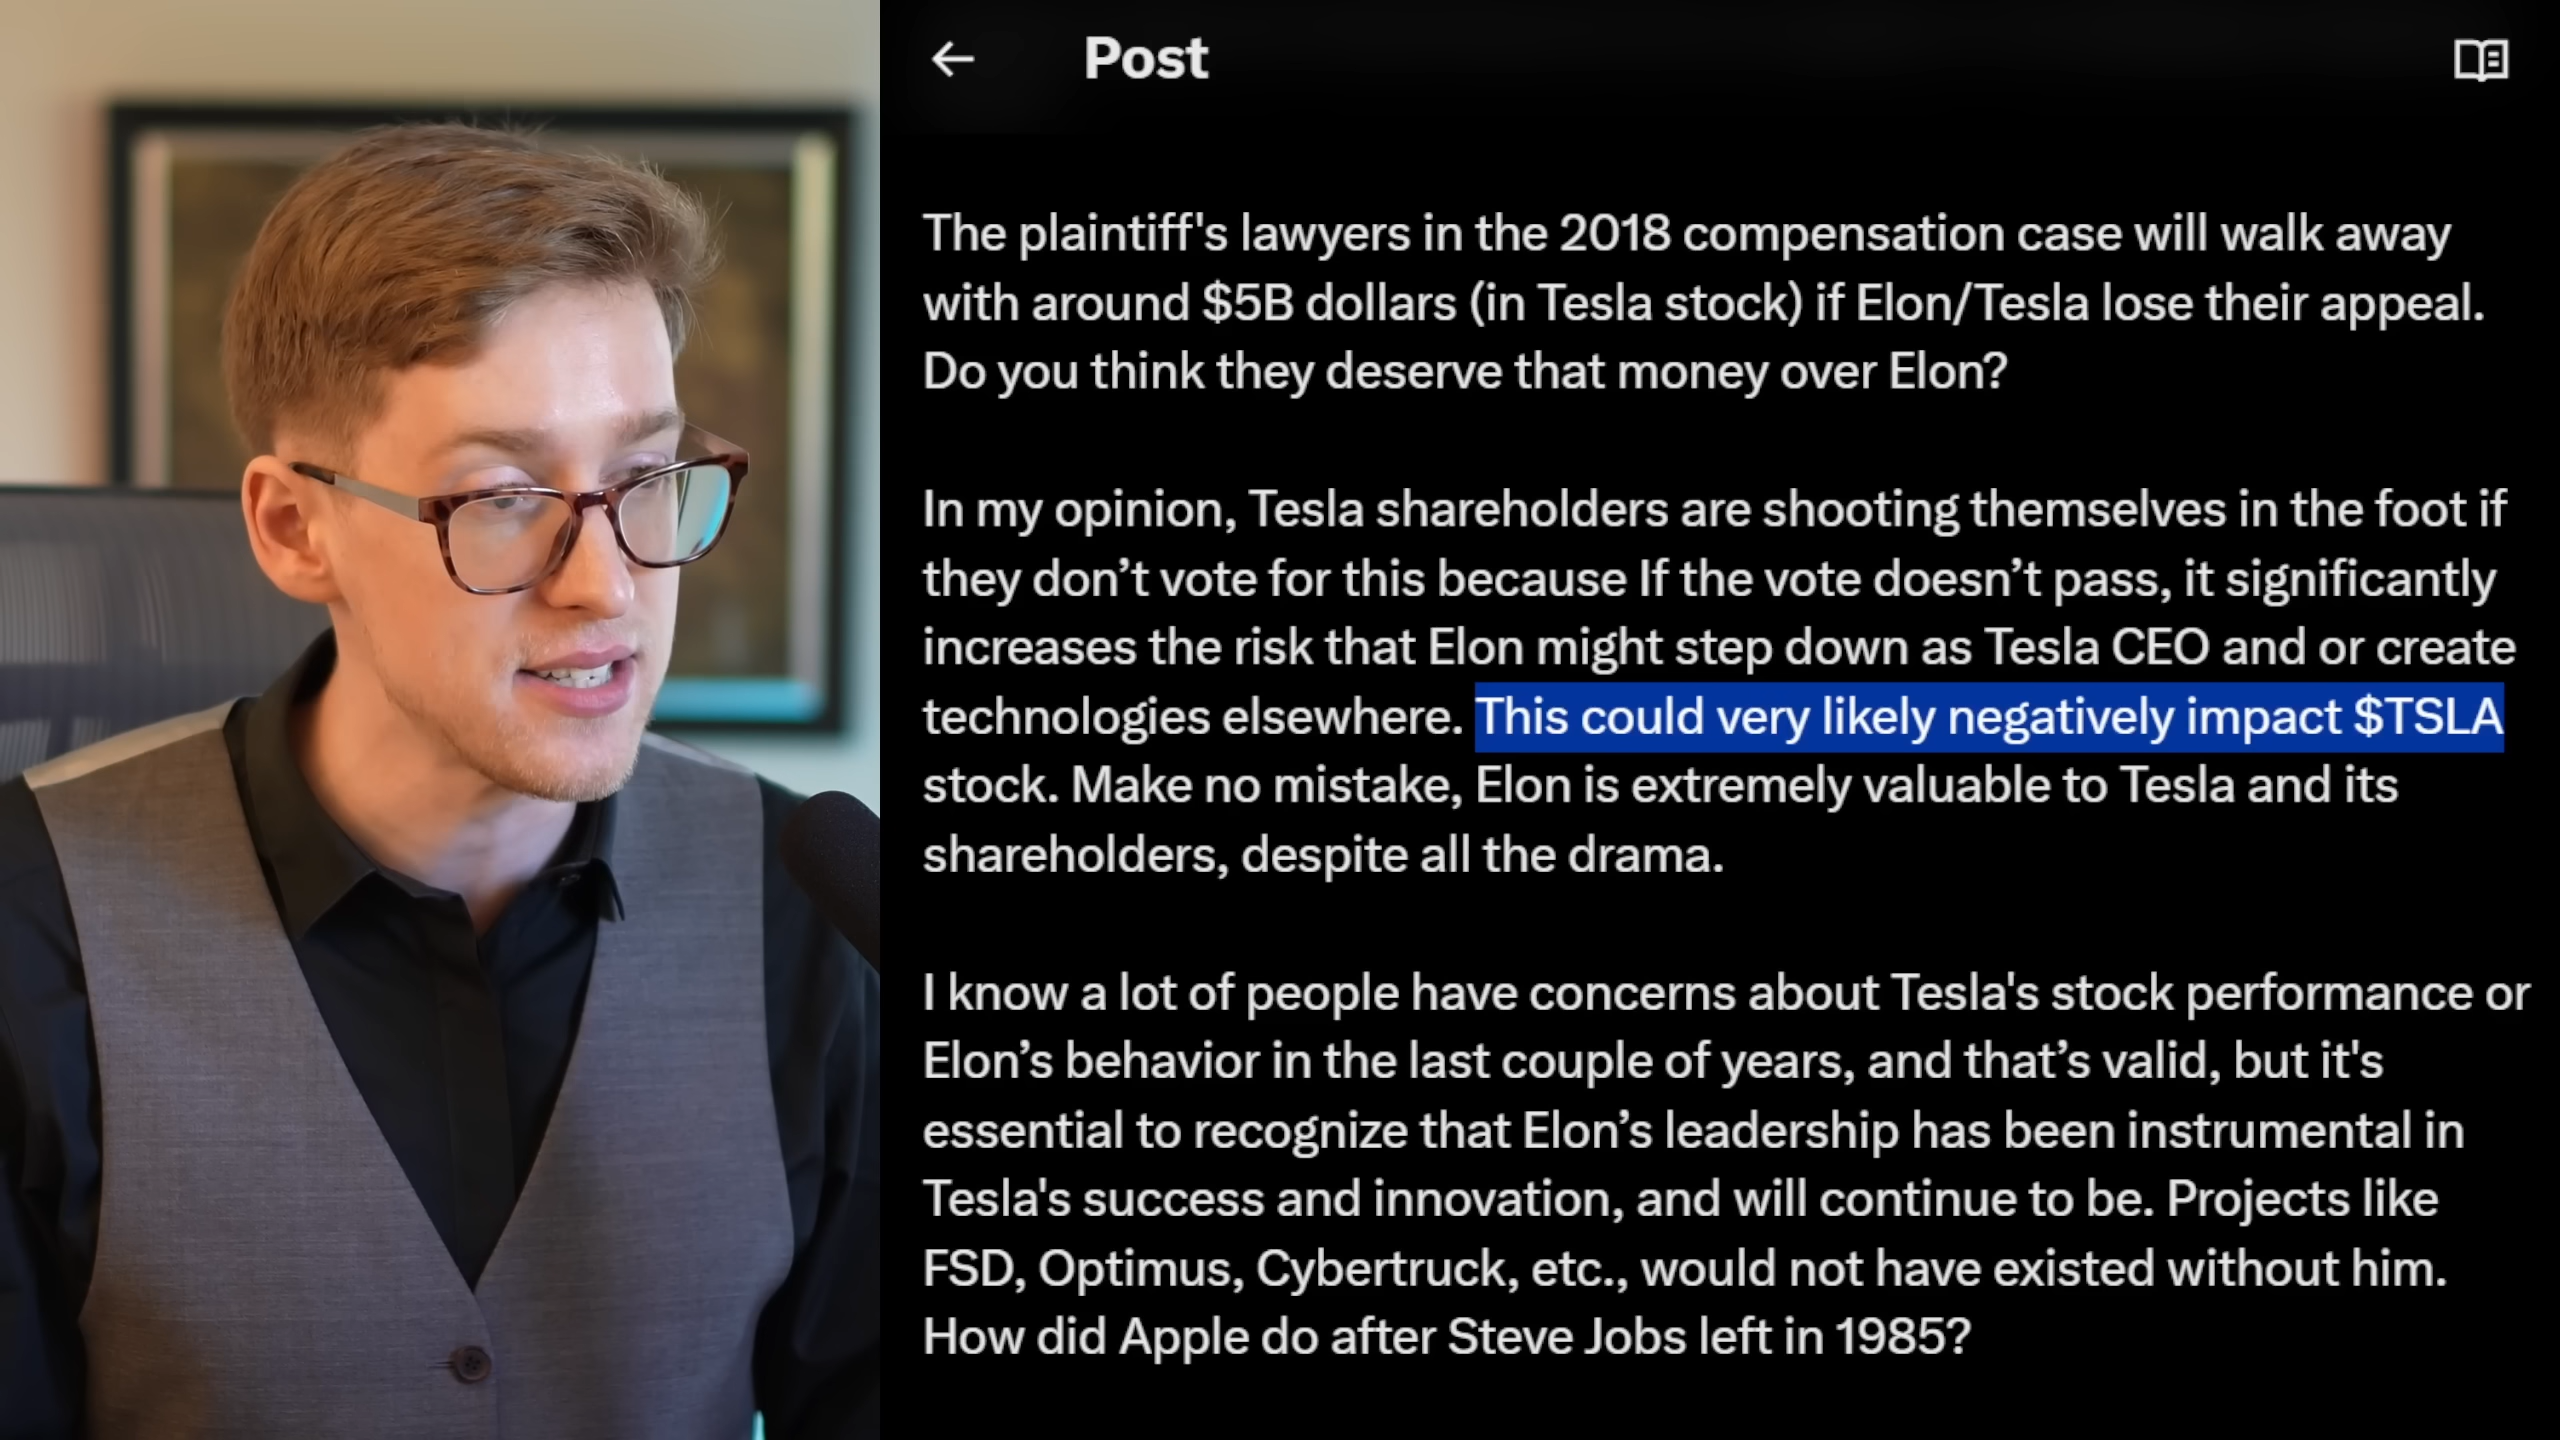 Post
The plaintiff's lawyers in the 2018 compensation case will walk away
with around $5B dollars (in Tesla stock) if Elon/Tesla lose their appeal.
Do you think they deserve that money over Elon?
In my opinion, Tesla shareholders are shooting themselves in the foot if
they don’t vote for this because If the vote doesn’t pass, it significantly
increases the risk that Elon might step down as Tesla CEO and or create
technologies elsewhere. This could very likely negatively impact $TSLA
stock. Make no mistake, Elon is extremely valuable to Tesla and its
shareholders, despite all the drama.
I know a lot of people have concerns about Tesla's stock performance or
Elon’s behavior in the last couple of years, and that’s valid, but it's
essential to recognize that Elon’s leadership has been instrumental in
Tesla's success and innovation, and will continue to be. Projects like
FSD, Optimus, Cybertruck, etc., would not have existed without him.
How did Apple do after Steve Jobs left in 1985?